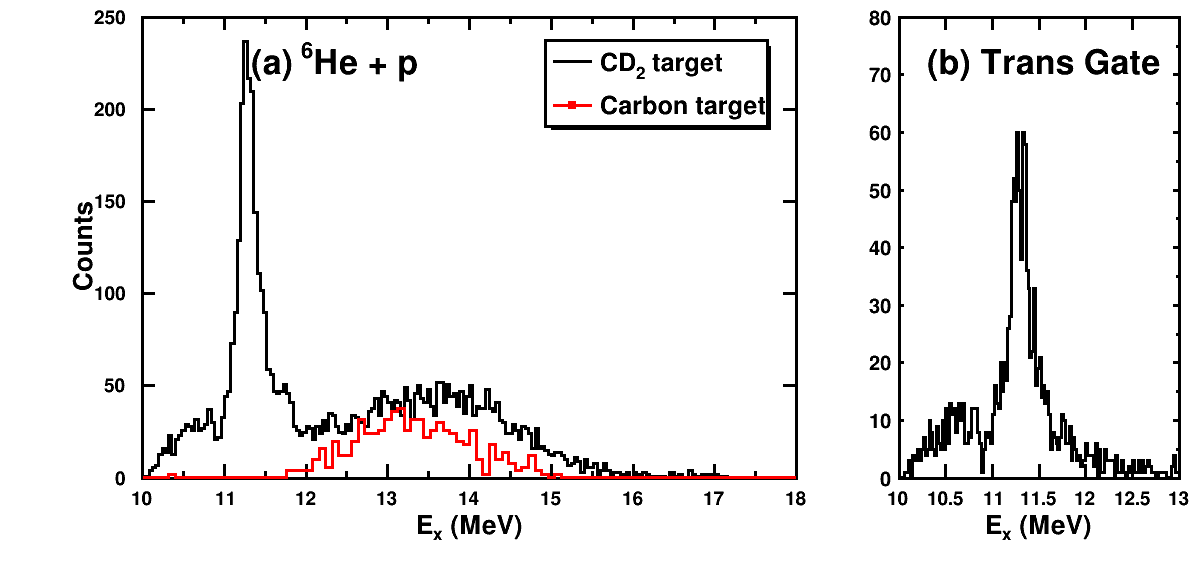 (a) ⁶He + p
CD₂ target
Carbon target
250
200
150
100
50
0
Counts
10 11 12 13 14 15 16 17 18
Eₓ (MeV)
(b) Trans Gate
80
70
60
50
40
30
20
10
0
10 10.5 11 11.5 12 12.5 13
Eₓ (MeV)